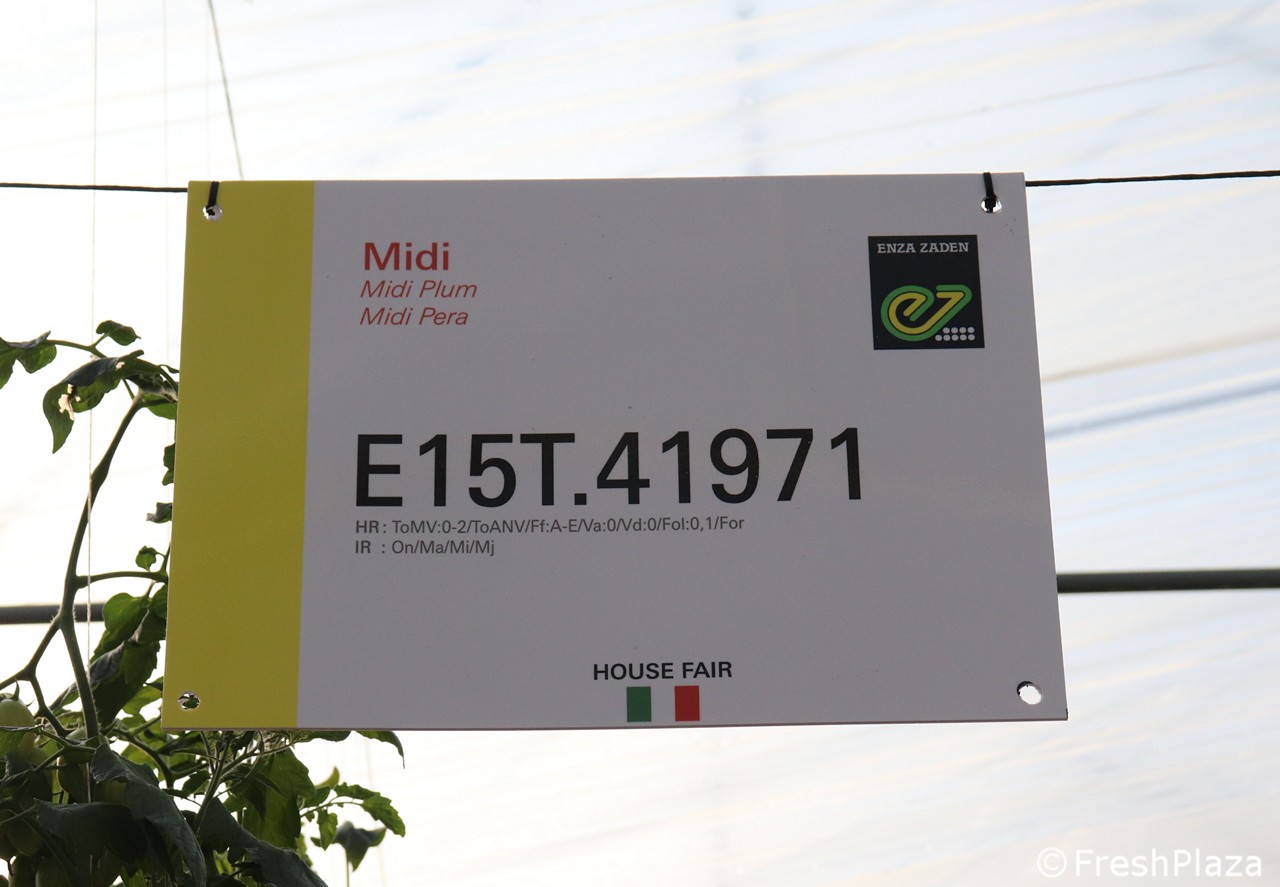 Midi
Midi Plum
Midi Pera
ENZA ZADEN
E15T.41971
HR : ToMV:0-2/ToANV/Ff:A-E/Va:0/Vd:0/Fol:0,1/For
IR : On/Ma/Mi/Mj
HOUSE FAIR
©FreshPlaza